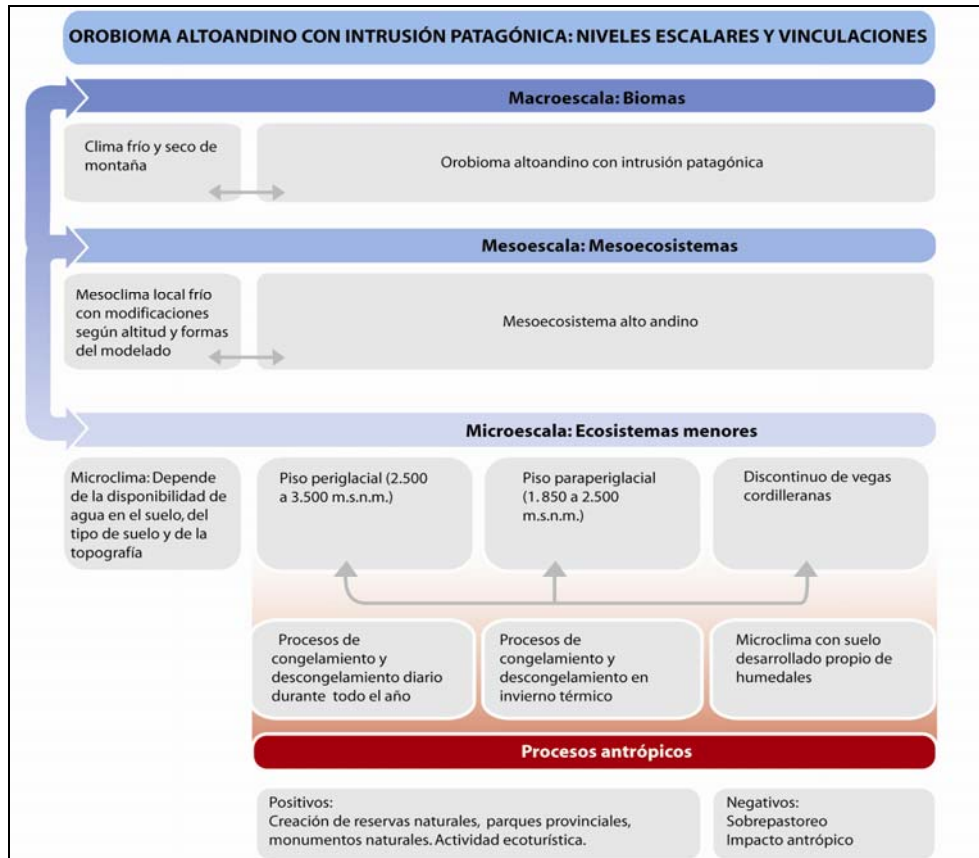 OROBIOMA ALTOANDINO CON INTRUSIÓN PATAGÓNICA: NIVELES ESCALARES Y VINCULACIONES
Macroescala: Biomas
Clima frío y seco de
montaña
Orobioma altoandino con intrusión patagónica
Mesoescala: Mesoecosistemas
Mesoclima local frío
con modificaciones
según altitud y formas
del modelado
Mesoecosistema alto andino
Microescala: Ecosistemas menores
Microclima: Depende
de la disponibilidad de
agua en el suelo, del
tipo de suelo y de la
topografía
Piso periglacial (2.500
a 3.500 m.s.n.m.)
Piso paraperiglacial
(1. 850 a 2.500
m.s.n.m.)
Discontinuo de vegas
cordilleranas
Procesos de
congelamiento y
descongelamiento diario
durante todo el año
Procesos de
congelamiento y
descongelamiento en
invierno térmico
Microclima con suelo
desarrollado propio de
humedales
Procesos antrópicos
Positivos:
Creación de reservas naturales, parques provinciales,
monumentos naturales. Actividad ecoturística.
Negativos:
Sobrepastoreo
Impacto antrópico